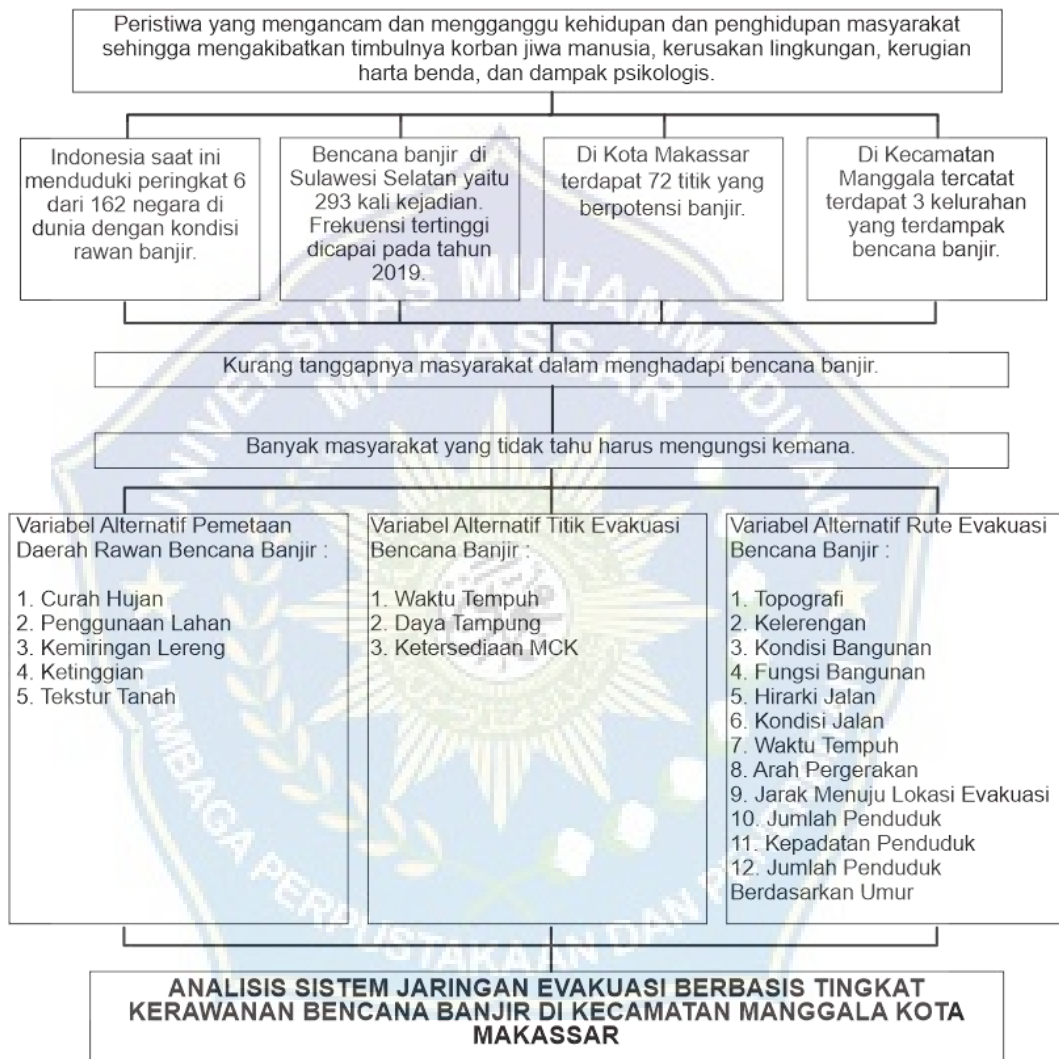 Peristiwa yang mengancam dan mengganggu kehidupan dan penghidupan masyarakat
sehingga mengakibatkan timbulnya korban jiwa manusia, kerusakan lingkungan, kerugian
harta benda, dan dampak psikologis.
Indonesia saat ini
menduduki peringkat 6
dari 162 negara di
dunia dengan kondisi
rawan banjir.
Bencana banjir di
Sulawesi Selatan yaitu
293 kali kejadian.
Frekuensi tertinggi
dicapai pada tahun
2019.
Di Kota Makassar
terdapat 72 titik yang
berpotensi banjir.
Di Kecamatan
Manggala tercatat
terdapat 3 kelurahan
yang terdampak
bencana banjir.
Kurang tanggapnya masyarakat dalam menghadapi bencana banjir.
Banyak masyarakat yang tidak tahu harus mengungsi kemana.
Variabel Alternatif Pemetaan
Daerah Rawan Bencana Banjir :
1. Curah Hujan
2. Penggunaan Lahan
3. Kemiringan Lereng
4. Ketinggian
5. Tekstur Tanah
Variabel Alternatif Titik Evakuasi
Bencana Banjir :
1. Waktu Tempuh
2. Daya Tampung
3. Ketersediaan MCK
Variabel Alternatif Rute Evakuasi
Bencana Banjir :
1. Topografi
2. Kelerengan
3. Kondisi Bangunan
4. Fungsi Bangunan
5. Hirarki Jalan
6. Kondisi Jalan
7. Waktu Tempuh
8. Arah Pergerakan
9. Jarak Menuju Lokasi Evakuasi
10. Jumlah Penduduk
11. Kepadatan Penduduk
12. Jumlah Penduduk
Berdasarkan Umur
ANALISIS SISTEM JARINGAN EVAKUASI BERBASIS TINGKAT
KERAWANAN BENCANA BANJIR DI KECAMATAN MANGGALA KOTA
MAKASSAR
UNIVERSITAS MUHAMMADIYAH
MAKASSAR
LEMBAGA PERPUSTAKAAN DAN